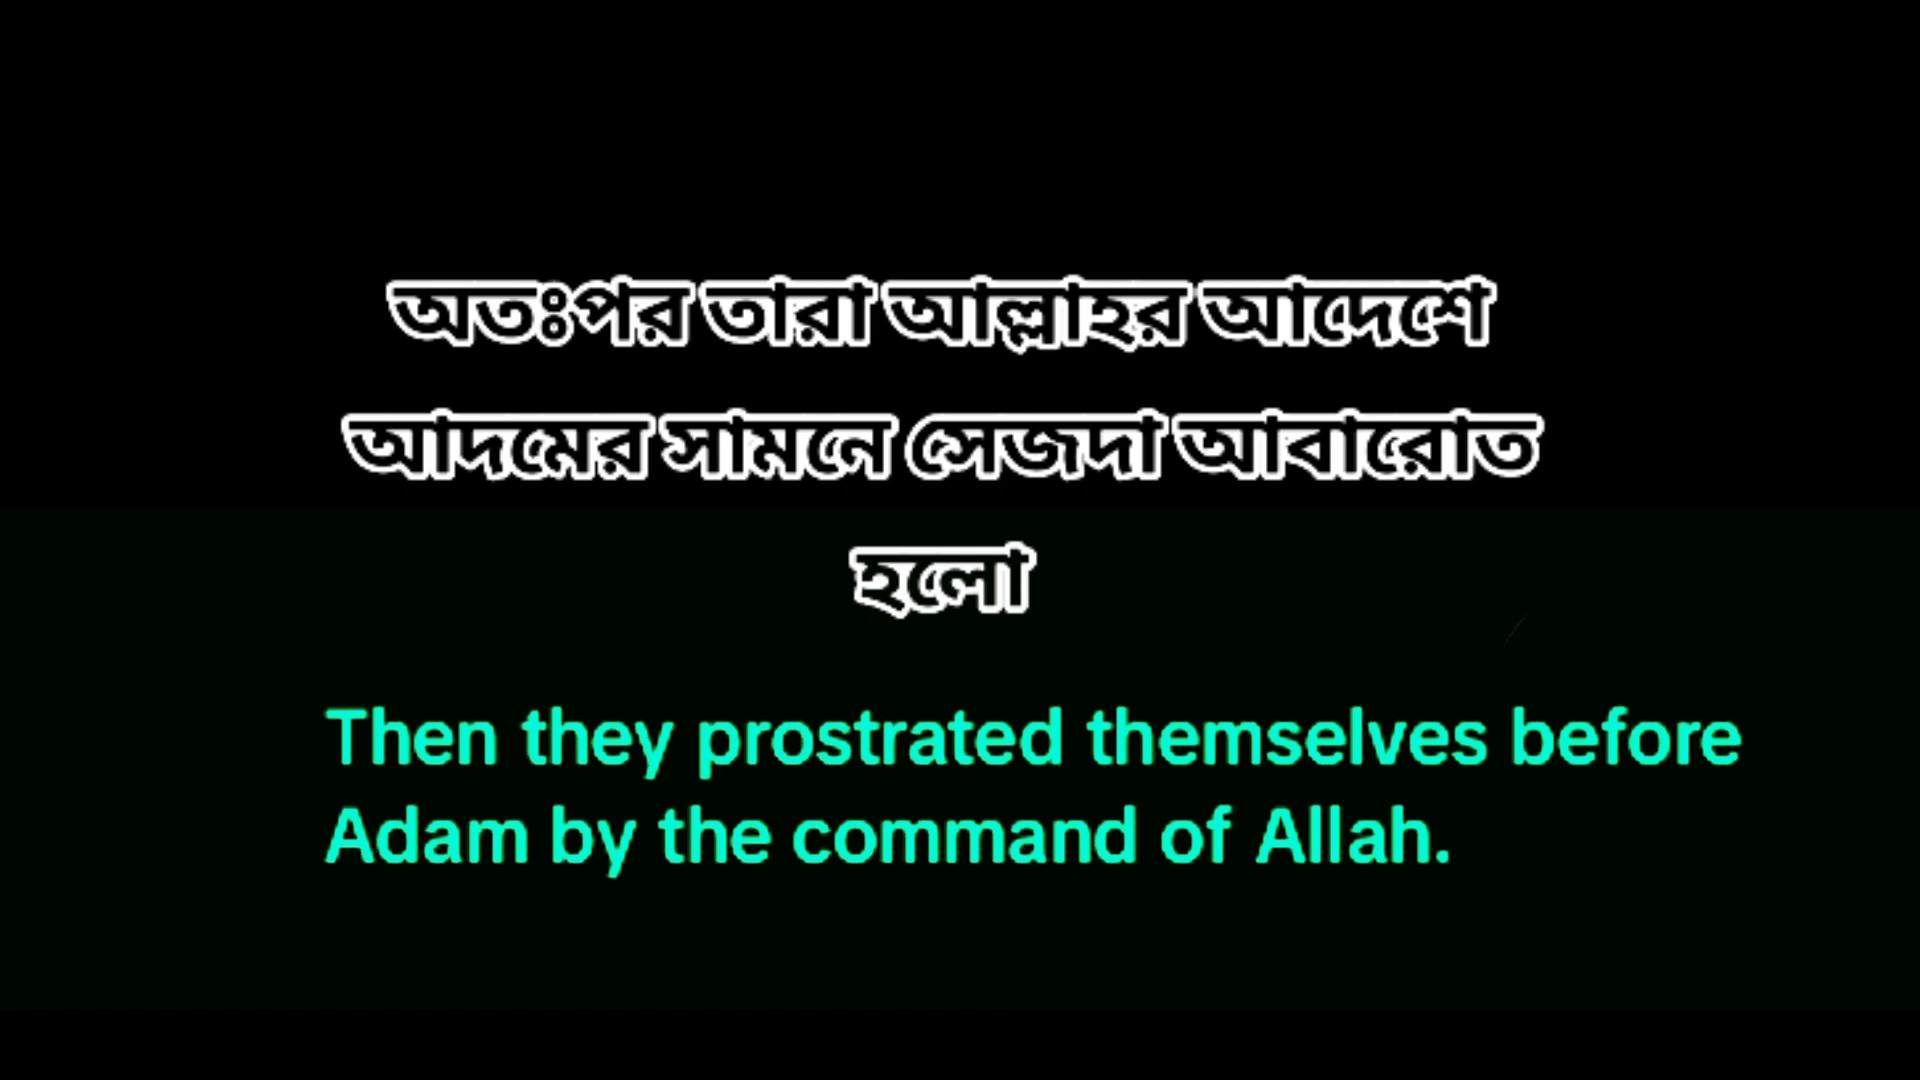 অতঃপর তারা আল্লাহর আদেশে
আদমের সামনে সেজদা আবারোত
হলো
Then they prostrated themselves before
Adam by the command of Allah.